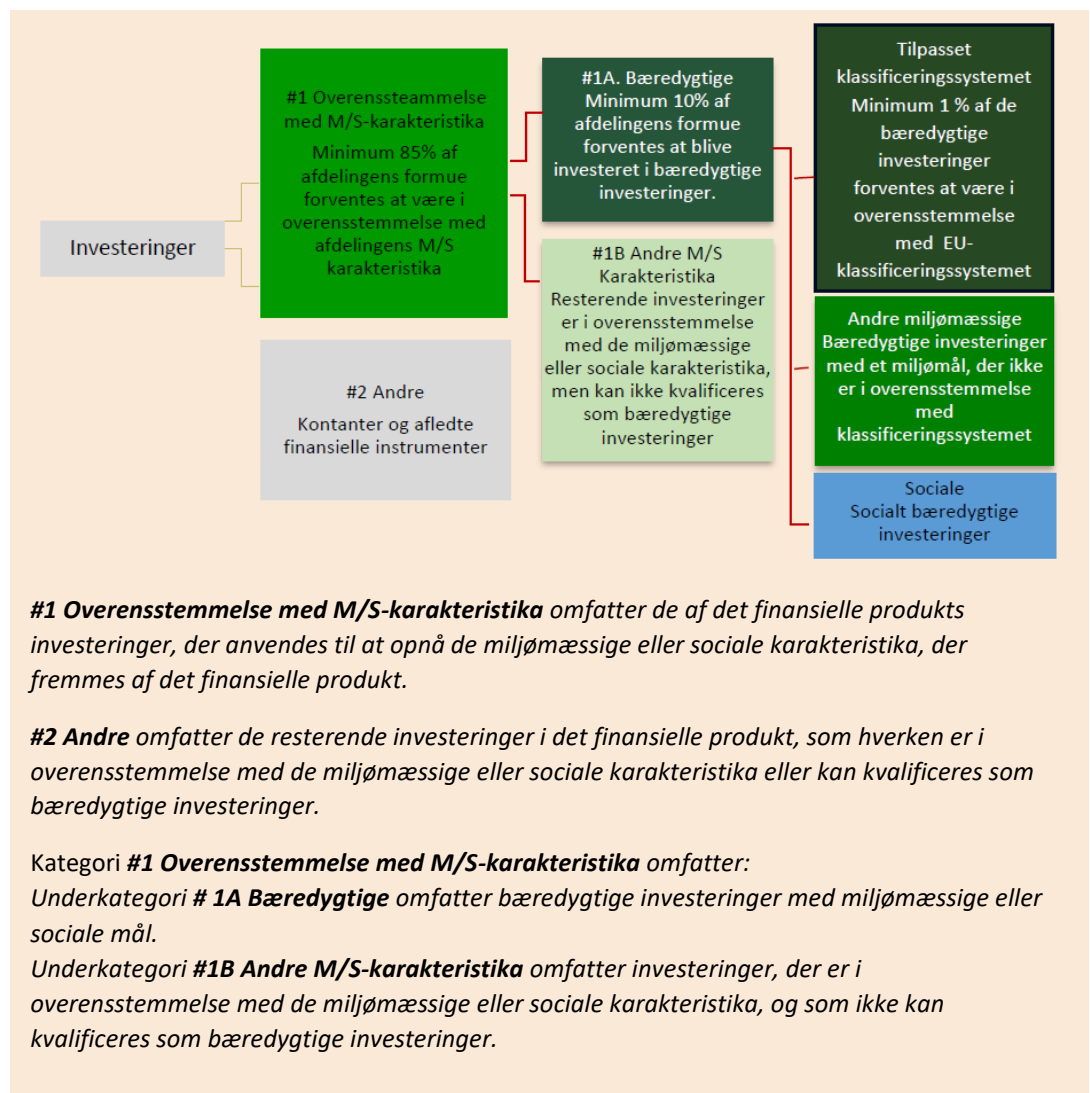 Investeringer
#1 Overenssteammelse
med M/S-karakteristika
Minimum 85% af
afdelingens formue
forventes at være i
overensstemmelse med
afdelingens M/S
karakteristika
#2 Andre
Kontanter og afledte
finansielle instrumenter
#1A. Bæredygtige
Minimum 10% af
afdelingens formue
forventes at blive
investeret i bæredygtige
investeringer.
#1B Andre M/S
Karakteristika
Resterende investeringer
er i overensstemmelse
med de miljømæssige
eller sociale karakteristika,
men kan ikke kvalificeres
som bæredygtige
investeringer
Tilpasset
klassificeringssystemet
Minimum 1 % af de
bæredygtige
investeringer
forventes at være i
overensstemmelse
med EU-
klassificeringssystemet
Andre miljømæssige
Bæredygtige investeringer
med et miljømål, der ikke
er i overensstemmelse
med
klassificeringssystemet
Sociale
Socialt bæredygtige
investeringer
#1 Overensstemmelse med M/S-karakteristika omfatter de af det finansielle produkts
investeringer, der anvendes til at opnå de miljømæssige eller sociale karakteristika, der
fremmes af det finansielle produkt.
#2 Andre omfatter de resterende investeringer i det finansielle produkt, som hverken er i
overensstemmelse med de miljømæssige eller sociale karakteristika eller kan kvalificeres som
bæredygtige investeringer.
Kategori #1 Overensstemmelse med M/S-karakteristika omfatter:
Underkategori # 1A Bæredygtige omfatter bæredygtige investeringer med miljømæssige eller
sociale mål.
Underkategori #1B Andre M/S-karakteristika omfatter investeringer, der er i
overensstemmelse med de miljømæssige eller sociale karakteristika, og som ikke kan
kvalificeres som bæredygtige investeringer.